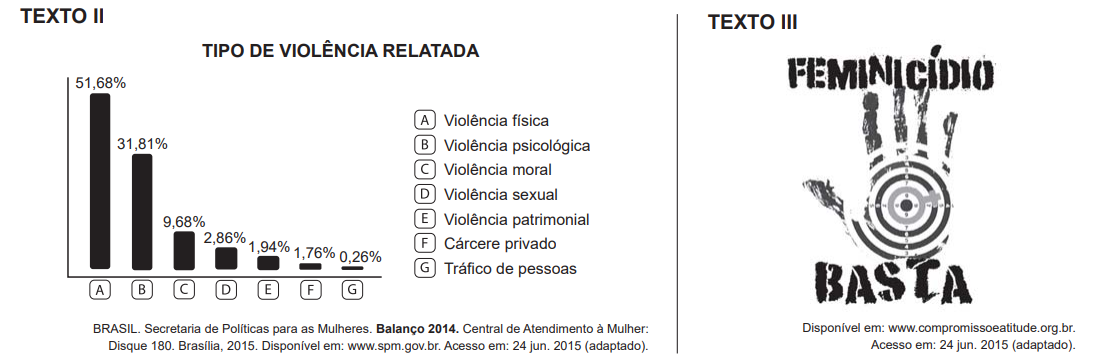 TEXTO II
TIPO DE VIOLÊNCIA RELATADA
51,68%
31,81%
9,68%
2,86%
1,94%
1,76%
0,26%
A
B
C
D
E
F
G
A Violência física
B Violência psicológica
C Violência moral
D Violência sexual
E Violência patrimonial
F Cárcere privado
G Tráfico de pessoas
BRASIL. Secretaria de Políticas para as Mulheres. Balanço 2014. Central de Atendimento à Mulher:
Disque 180. Brasília, 2015. Disponível em: www.spm.gov.br. Acesso em: 24 jun. 2015 (adaptado).
TEXTO III
FEMINICÍDIO
BASTA
Disponível em: www.compromissoeatitude.org.br.
Acesso em: 24 jun. 2015 (adaptado).